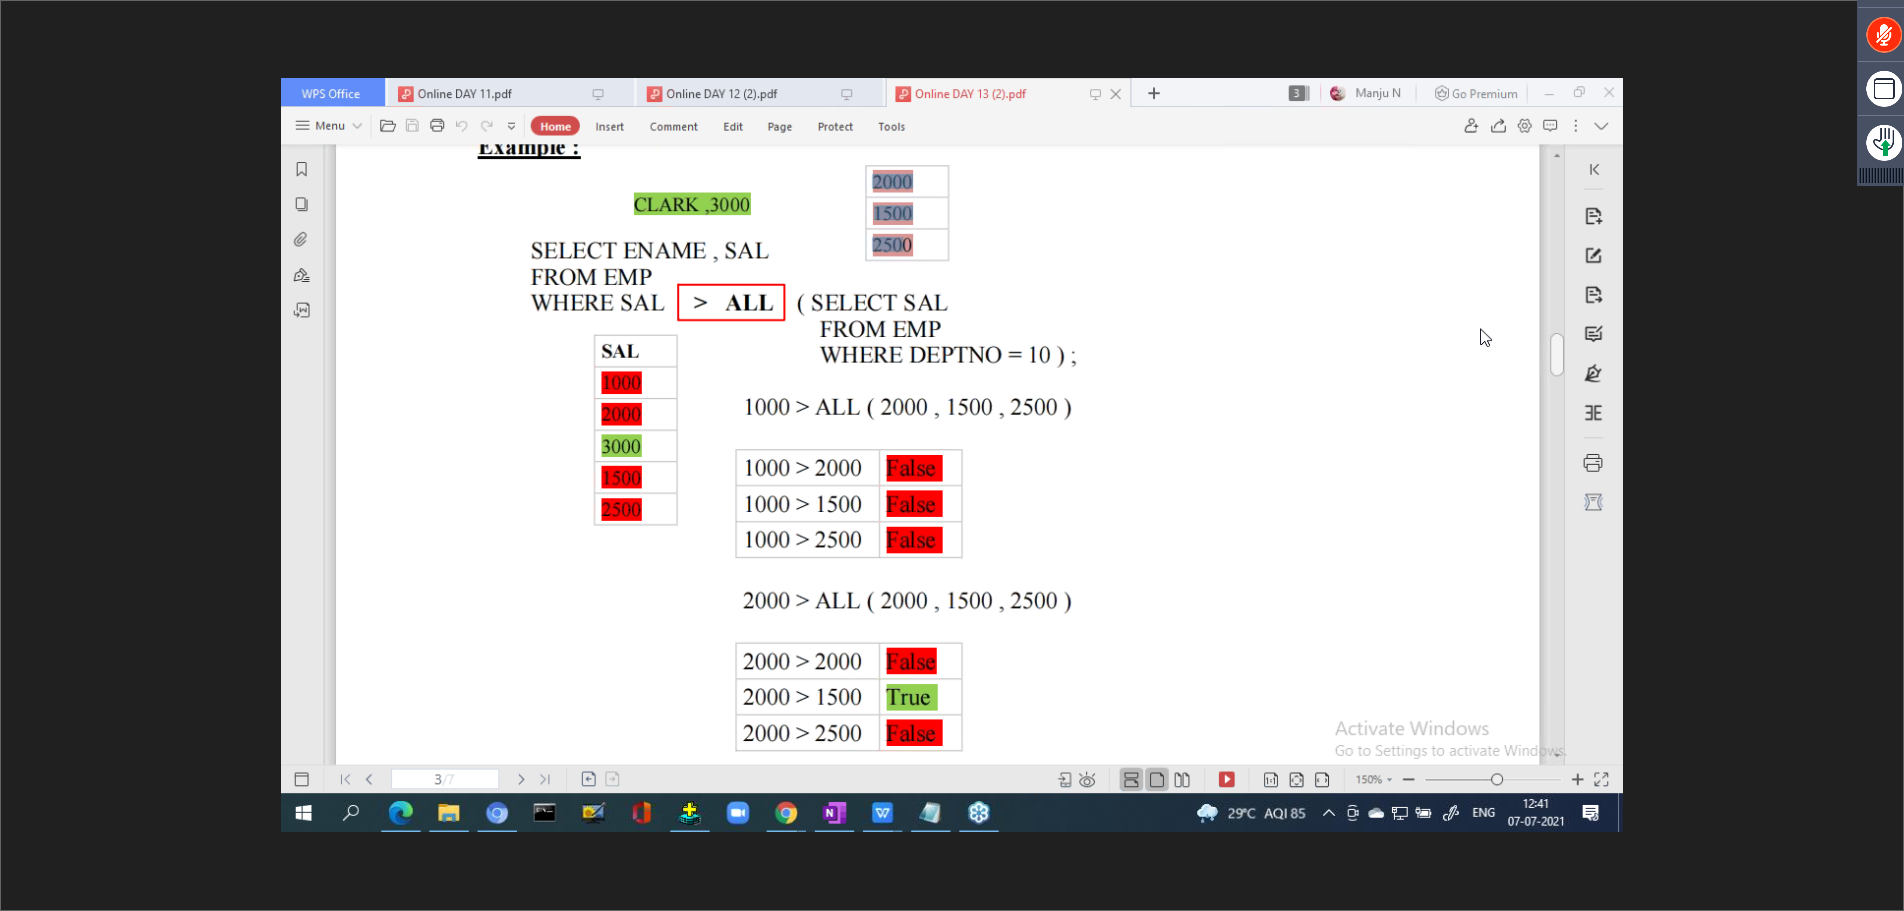 WPS Office
Online DAY 11.pdf
Online DAY 12 (2).pdf
Online DAY 13 (2).pdf
3
Manju N
Go Premium
Menu
Home
Insert
Comment
Edit
Page
Protect
Tools
Example :
2000
1500
2500
CLARK ,3000
SELECT ENAME , SAL
FROM EMP
WHERE SAL > ALL ( SELECT SAL
FROM EMP
WHERE DEPTNO = 10 ) ;
SAL
1000
2000
3000
1500
2500
1000 > ALL ( 2000 , 1500 , 2500 )
1000 > 2000 False
1000 > 1500 False
1000 > 2500 False
2000 > ALL ( 2000 , 1500 , 2500 )
2000 > 2000 False
2000 > 1500 True
2000 > 2500 False
Activate Windows
Go to Settings to activate Windows.
3/7
150%
29°C AQI 85
ENG
12:41
07-07-2021